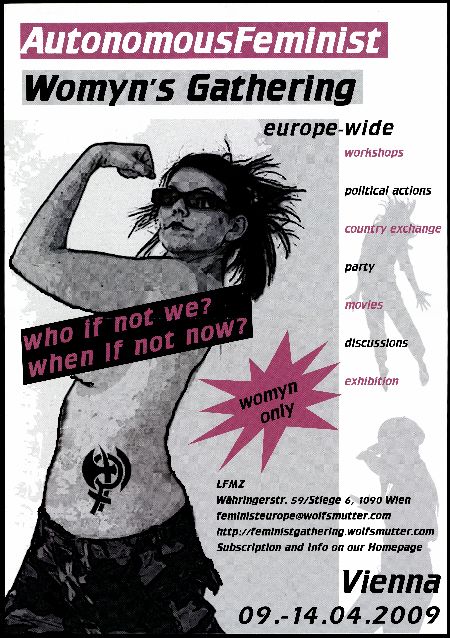 AutonomousFeminist
Womyn's Gathering
europe-wide
workshops
political actions
country exchange
party
movies
discussions
exhibition
who if not we?
when if not now?
womyn
only
LFMZ
Währingerstr. 59/Stiege 6, 1090 Wien
feministeurope@wolfsmutter.com
http://feministgathering.wolfsmutter.com
Subscription and Info on our Homepage
Vienna
09.-14.04.2009